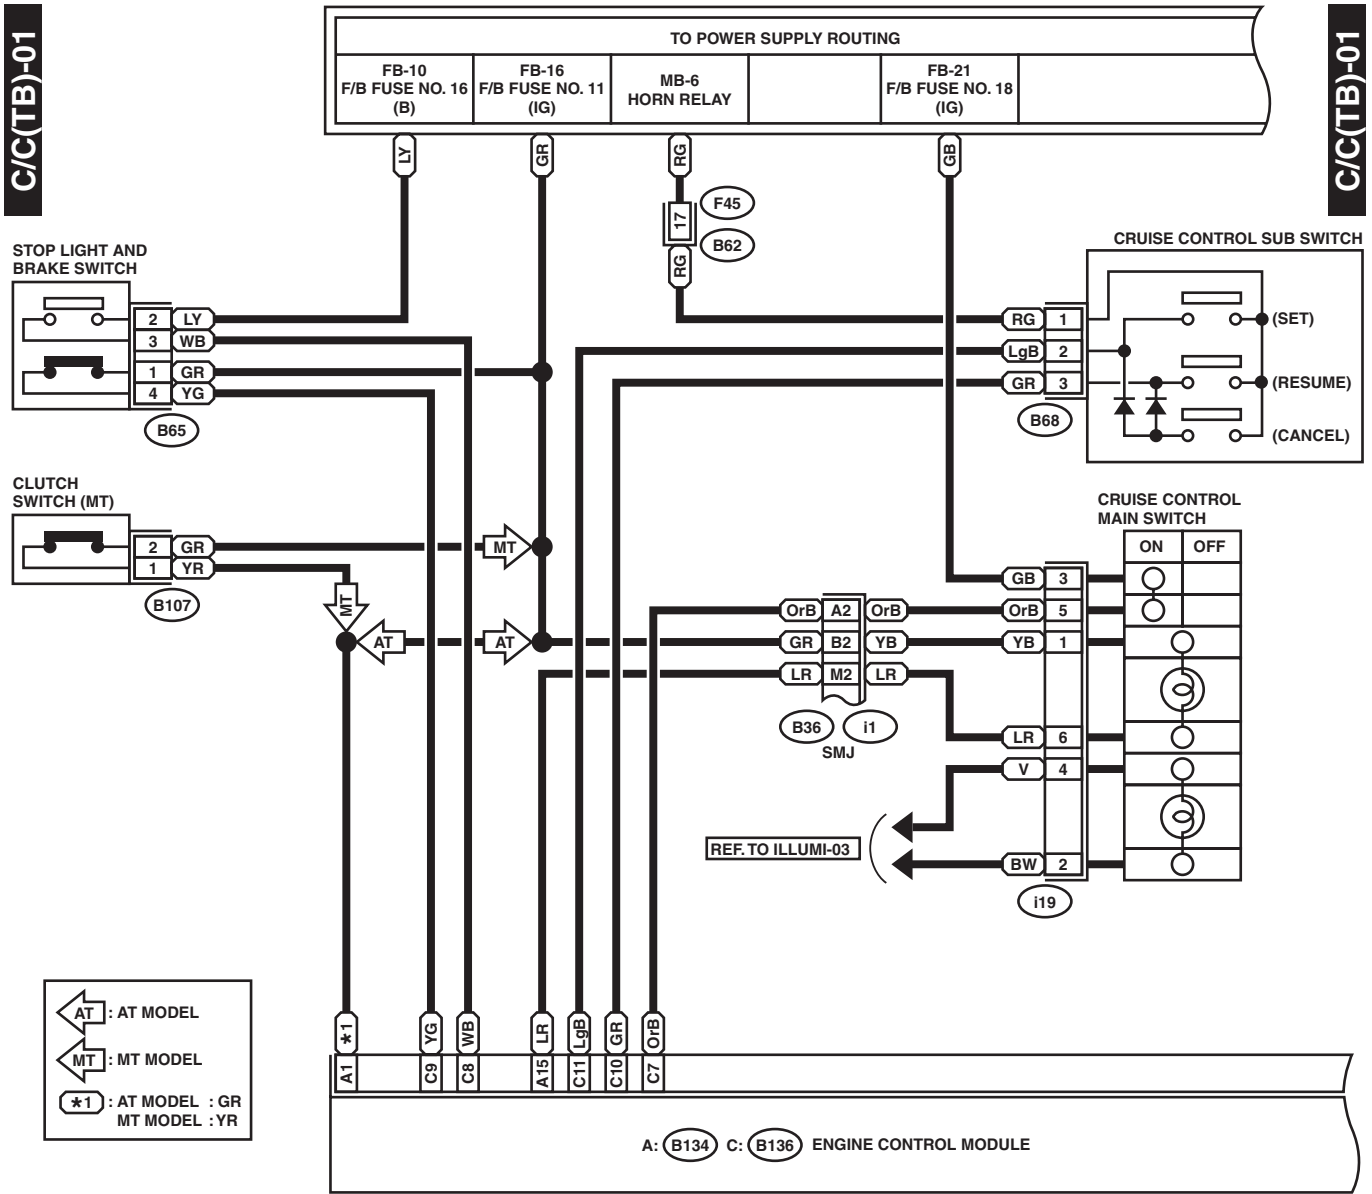 C/C(TB)-01
C/C(TB)-01
TO POWER SUPPLY ROUTING
FB-10
F/B FUSE NO. 16
(B)
FB-16
F/B FUSE NO. 11
(IG)
MB-6
HORN RELAY
FB-21
F/B FUSE NO. 18
(IG)
LY
GR
RG
GB
17
F45
B62
RG
STOP LIGHT AND
BRAKE SWITCH
2 LY
3 WB
1 GR
4 YG
B65
CRUISE CONTROL SUB SWITCH
RG 1
LgB 2
GR 3
B68
(SET)
(RESUME)
(CANCEL)
CLUTCH
SWITCH (MT)
2 GR
1 YR
B107
MT
MT
AT
AT
CRUISE CONTROL
MAIN SWITCH
ON OFF
GB 3
OrB 5
YB 1
LR 6
V 4
BW 2
i19
OrB A2 OrB
GR B2 YB
LR M2 LR
B36 i1
SMJ
REF. TO ILLUMI-03
AT : AT MODEL
MT : MT MODEL
*1 : AT MODEL : GR
MT MODEL : YR
*1 YG WB LR LgB GR OrB
A1 C9 C8 A15 C11 C10 C7
A: B134 C: B136 ENGINE CONTROL MODULE